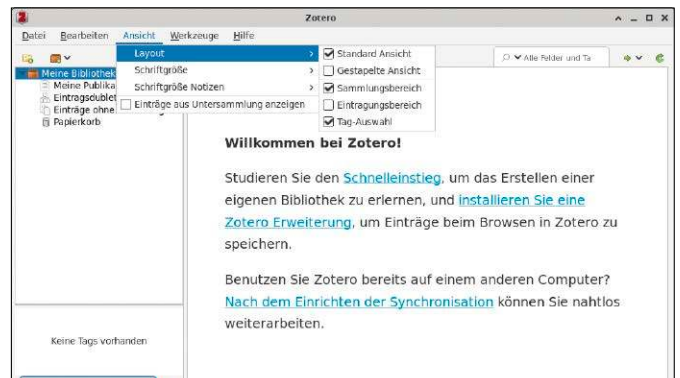 Zotero
Datei Bearbeiten Ansicht Werkzeuge Hilfe
Layout
Schriftgröße
Schriftgröße Notizen
Einträge aus Untersammlung anzeigen
Standard Ansicht
Gestapelte Ansicht
Sammlungsbereich
Eintragungsbereich
Tag-Auswahl
Alle Felder und Ta
Meine Bibliothek
Meine Publika
Eintragsdublet
Einträge ohne
Papierkorb
Willkommen bei Zotero!
Studieren Sie den Schnelleinstieg, um das Erstellen einer
eigenen Bibliothek zu erlernen, und installieren Sie eine
Zotero Erweiterung, um Einträge beim Browsen in Zotero zu
speichern.
Benutzen Sie Zotero bereits auf einem anderen Computer?
Nach dem Einrichten der Synchronisation können Sie nahtlos
weiterarbeiten.
Keine Tags vorhanden